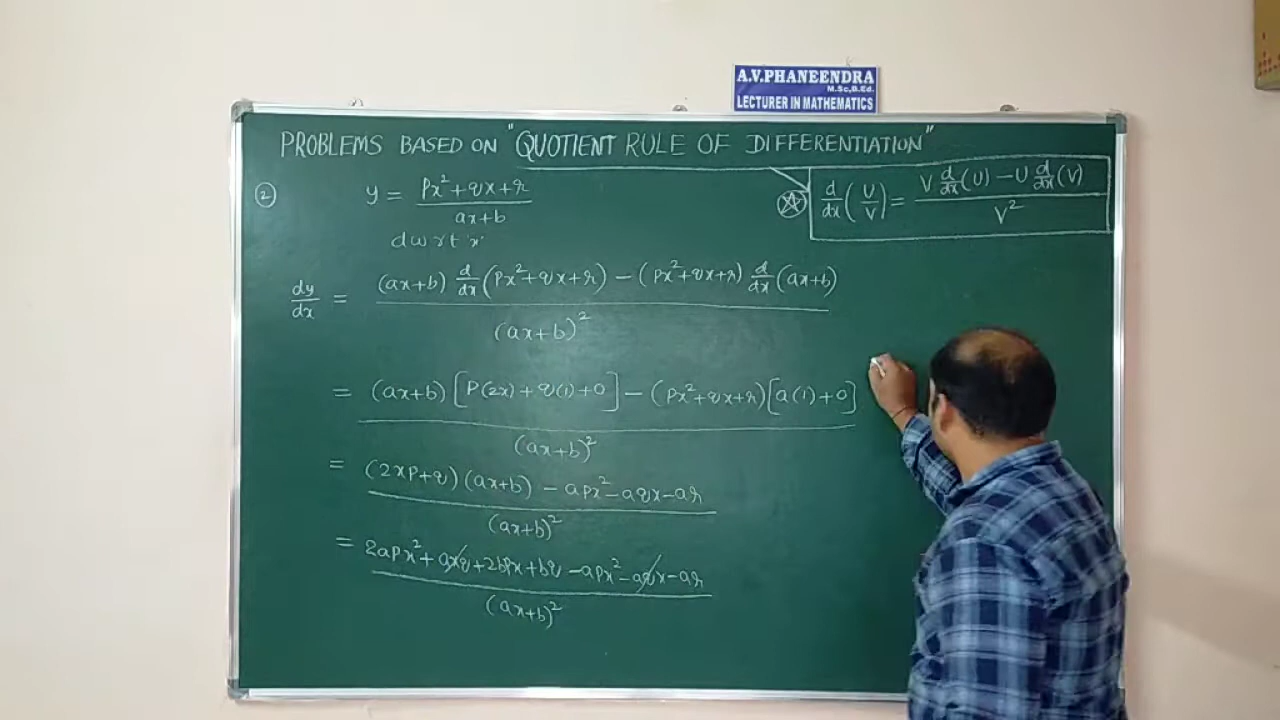 A.V.PHANEENDRA
M.Sc,B.Ed.
LECTURER IN MATHEMATICS
PROBLEMS BASED ON "QUOTIENT RULE OF DIFFERENTIATION"
d/dx (U/V) = (V d/dx (U) - U d/dx (V)) / V²
② y = (px²+qx+r) / (ax+b)
d w r t x
dy/dx = ((ax+b) d/dx (px²+qx+r) - (px²+qx+r) d/dx (ax+b)) / (ax+b)²
= ((ax+b) [p(2x) + q(1) + 0] - (px²+qx+r) [a(1) + 0]) / (ax+b)²
= ((2xp+q)(ax+b) - apx² - aqx - ar) / (ax+b)²
= (2apx² + axq + 2bpx + bq - apx² - aqx - ar) / (ax+b)²